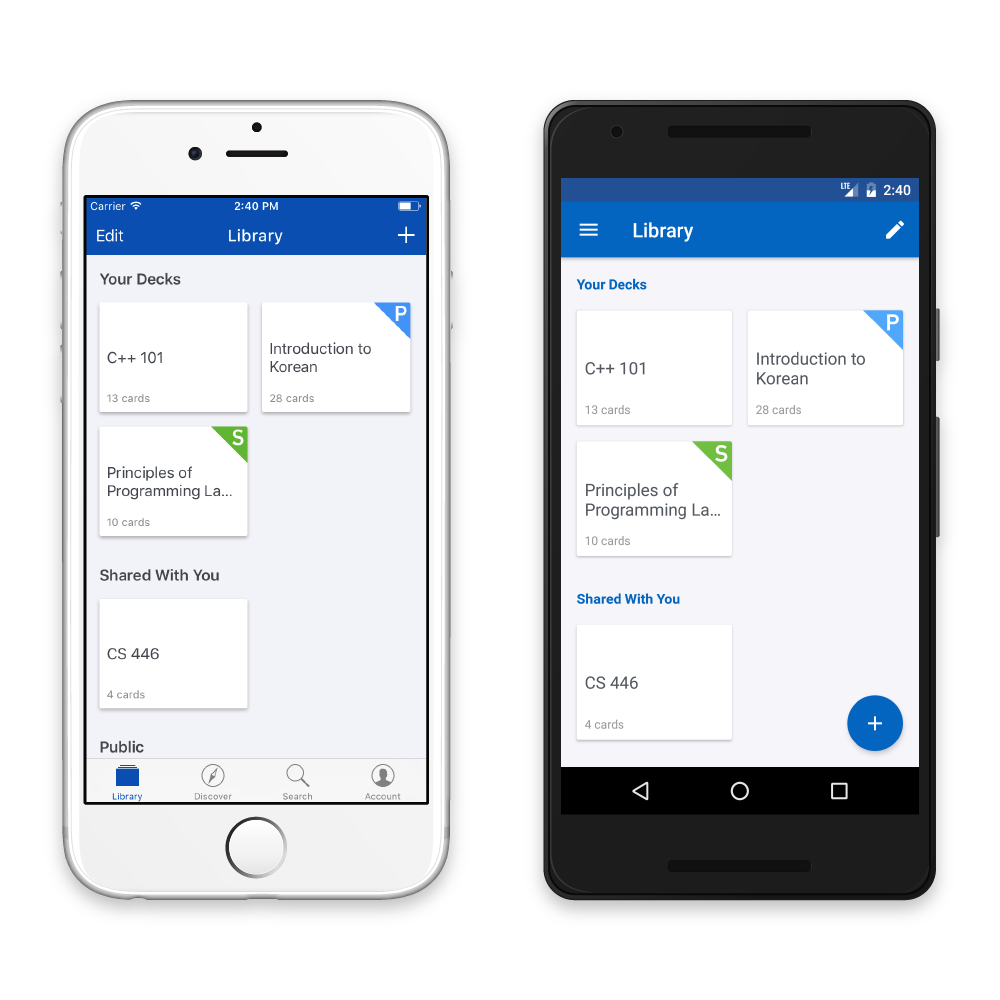 Carrier 2:40 PM
Edit Library +
Your Decks
C++ 101
13 cards
P
Introduction to
Korean
28 cards
S
Principles of
Programming La...
10 cards
Shared With You
CS 446
4 cards
Public
Library Discover Search Account
LTE 2:40
Library
Your Decks
C++ 101
13 cards
P
Introduction to
Korean
28 cards
S
Principles of
Programming La...
10 cards
Shared With You
CS 446
4 cards
+